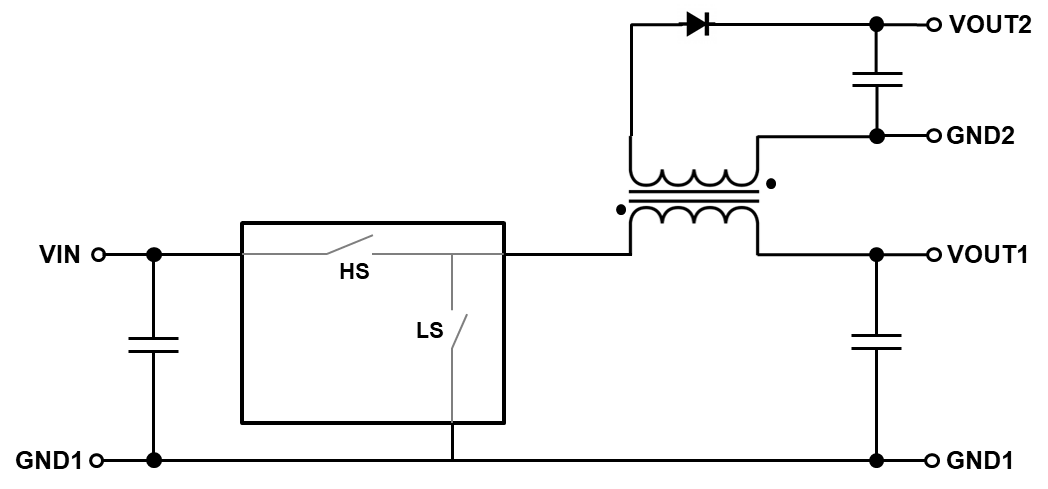 VOUT2
GND2
VIN
HS
VOUT1
LS
GND1
GND1